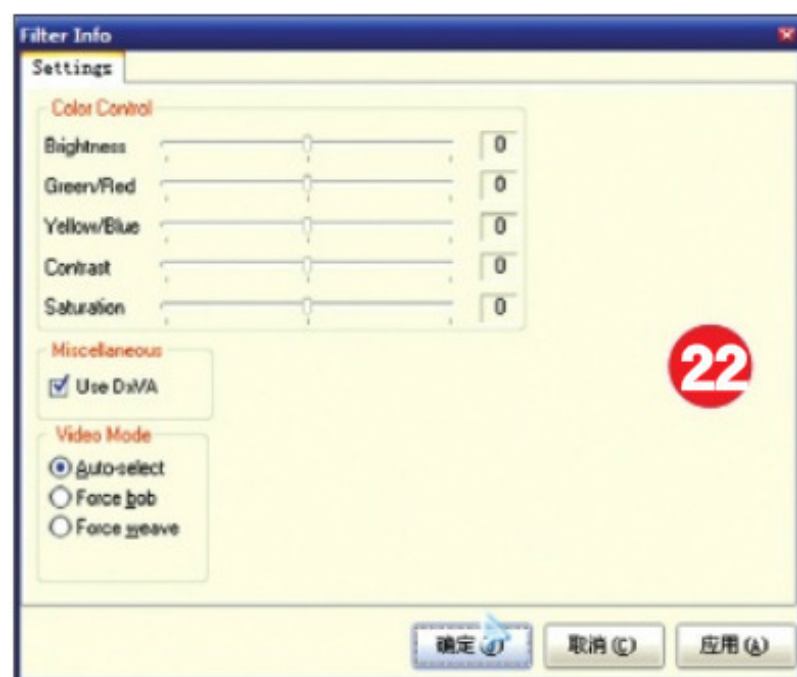 Filter Info
Settings
Color Control
Brightness 0
Green/Red 0
Yellow/Blue 0
Contrast 0
Saturation 0
Miscellaneous
Use DxVA
22
Video Mode
Auto-select
Force bob
Force weave
确定 取消(C) 应用(A)